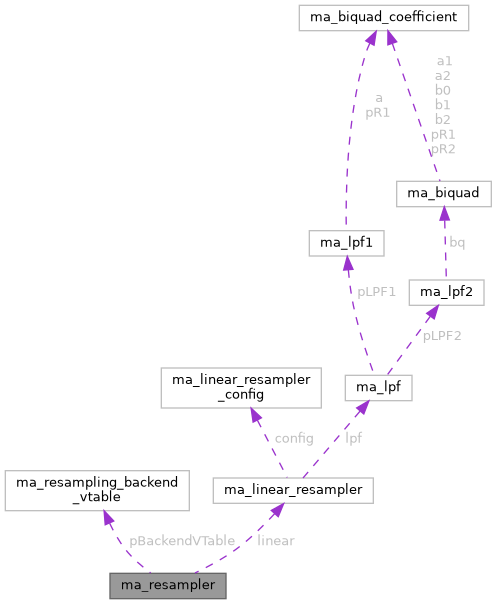 ma_biquad_coefficient
a
pR1
a1
a2
b0
b1
b2
pR1
pR2
ma_biquad
ma_lpf1
bq
pLPF1
ma_lpf2
pLPF2
ma_linear_resampler
_config
ma_lpf
config
lpf
ma_resampling_backend
_vtable
ma_linear_resampler
pBackendVTable
linear
ma_resampler